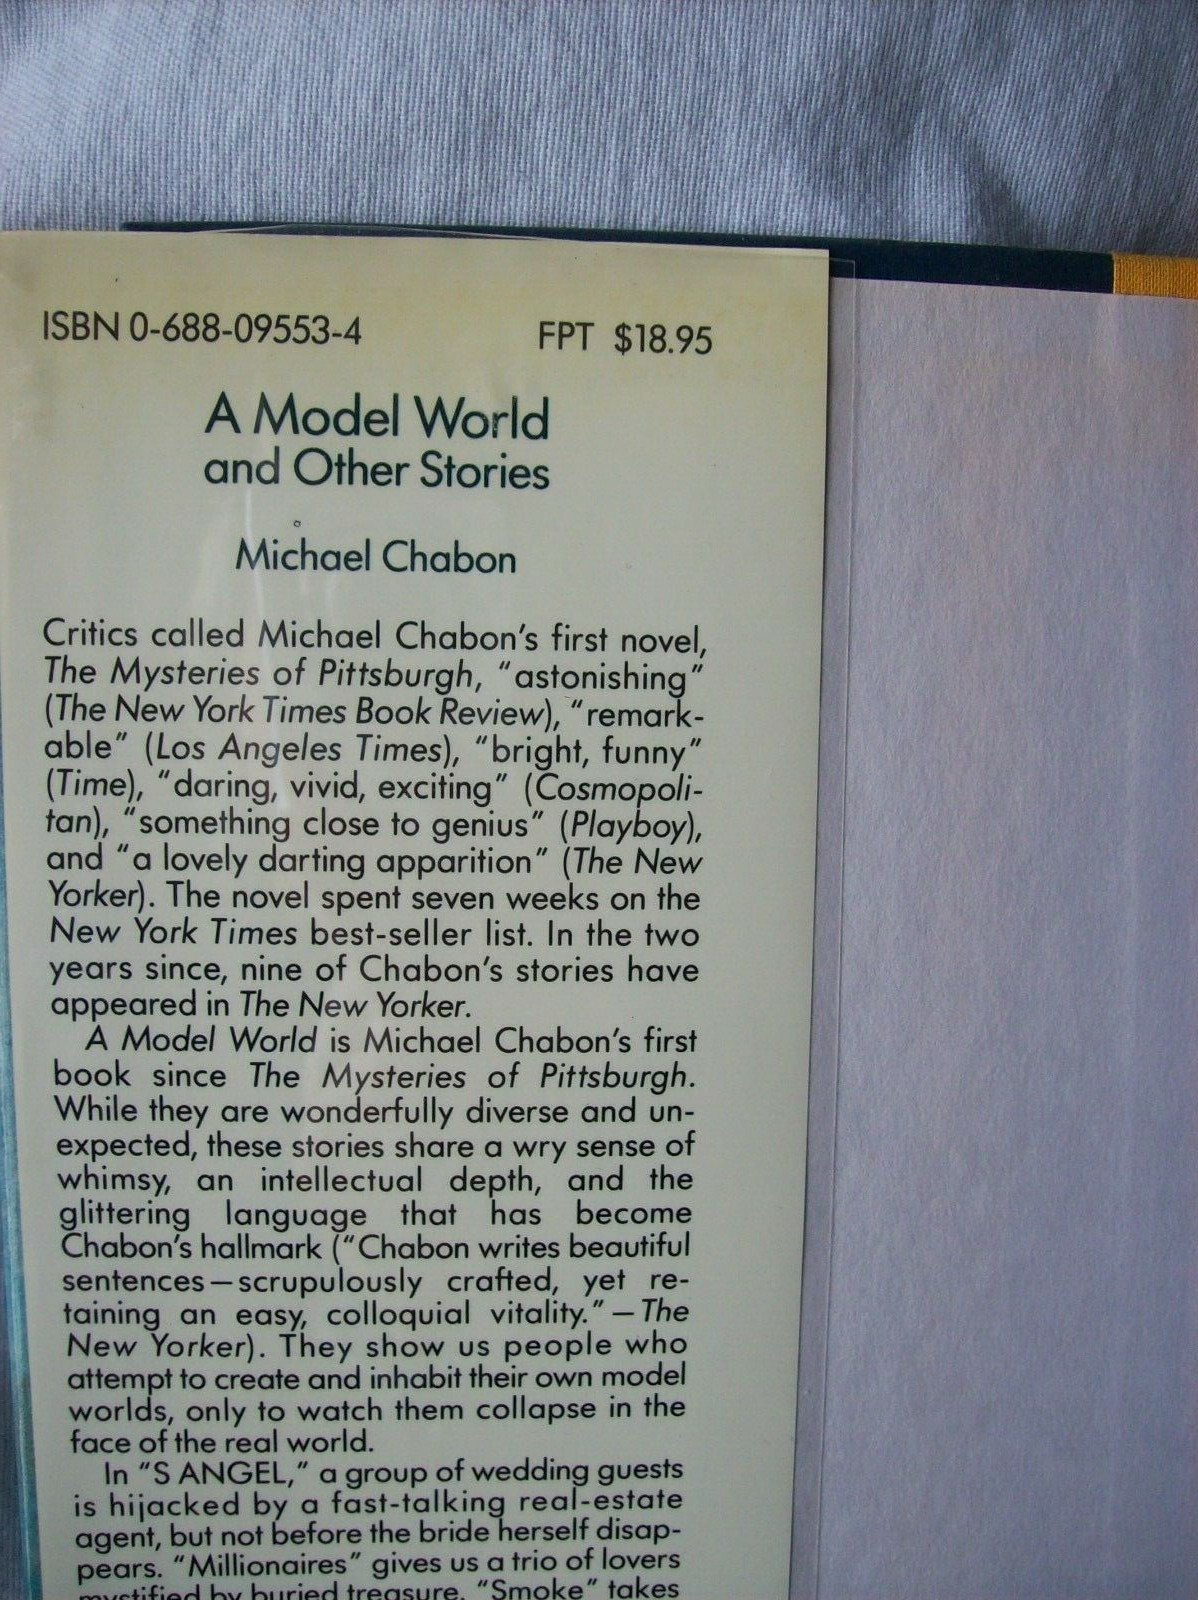 ISBN 0-688-09553-4 FPT $18.95
A Model World
and Other Stories
Michael Chabon
Critics called Michael Chabon's first novel,
The Mysteries of Pittsburgh, "astonishing"
(The New York Times Book Review), "remark-
able" (Los Angeles Times), "bright, funny"
(Time), "daring, vivid, exciting" (Cosmopoli-
tan), "something close to genius" (Playboy),
and "a lovely darting apparition" (The New
Yorker). The novel spent seven weeks on the
New York Times best-seller list. In the two
years since, nine of Chabon's stories have
appeared in The New Yorker.
A Model World is Michael Chabon's first
book since The Mysteries of Pittsburgh.
While they are wonderfully diverse and un-
expected, these stories share a wry sense of
whimsy, an intellectual depth, and the
glittering language that has become
Chabon's hallmark ("Chabon writes beautiful
sentences—scrupulously crafted, yet re-
taining an easy, colloquial vitality."—The
New Yorker). They show us people who
attempt to create and inhabit their own model
worlds, only to watch them collapse in the
face of the real world.
In "S ANGEL," a group of wedding guests
is hijacked by a fast-talking real-estate
agent, but not before the bride herself disap-
pears. "Millionaires" gives us a trio of lovers
mystified by buried treasure. "Smoke" takes